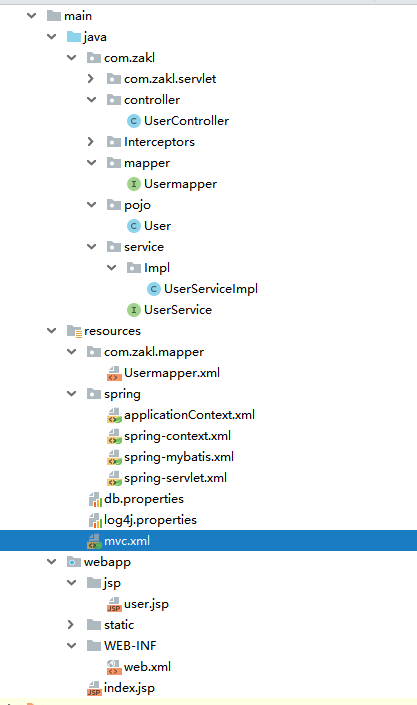 main
java
com.zakl
com.zakl.servlet
controller
UserController
Interceptors
mapper
Usermapper
pojo
User
service
Impl
UserServiceImpl
UserService
resources
com.zakl.mapper
Usermapper.xml
spring
applicationContext.xml
spring-context.xml
spring-mybatis.xml
spring-servlet.xml
db.properties
log4j.properties
mvc.xml
webapp
jsp
user.jsp
static
WEB-INF
web.xml
index.jsp